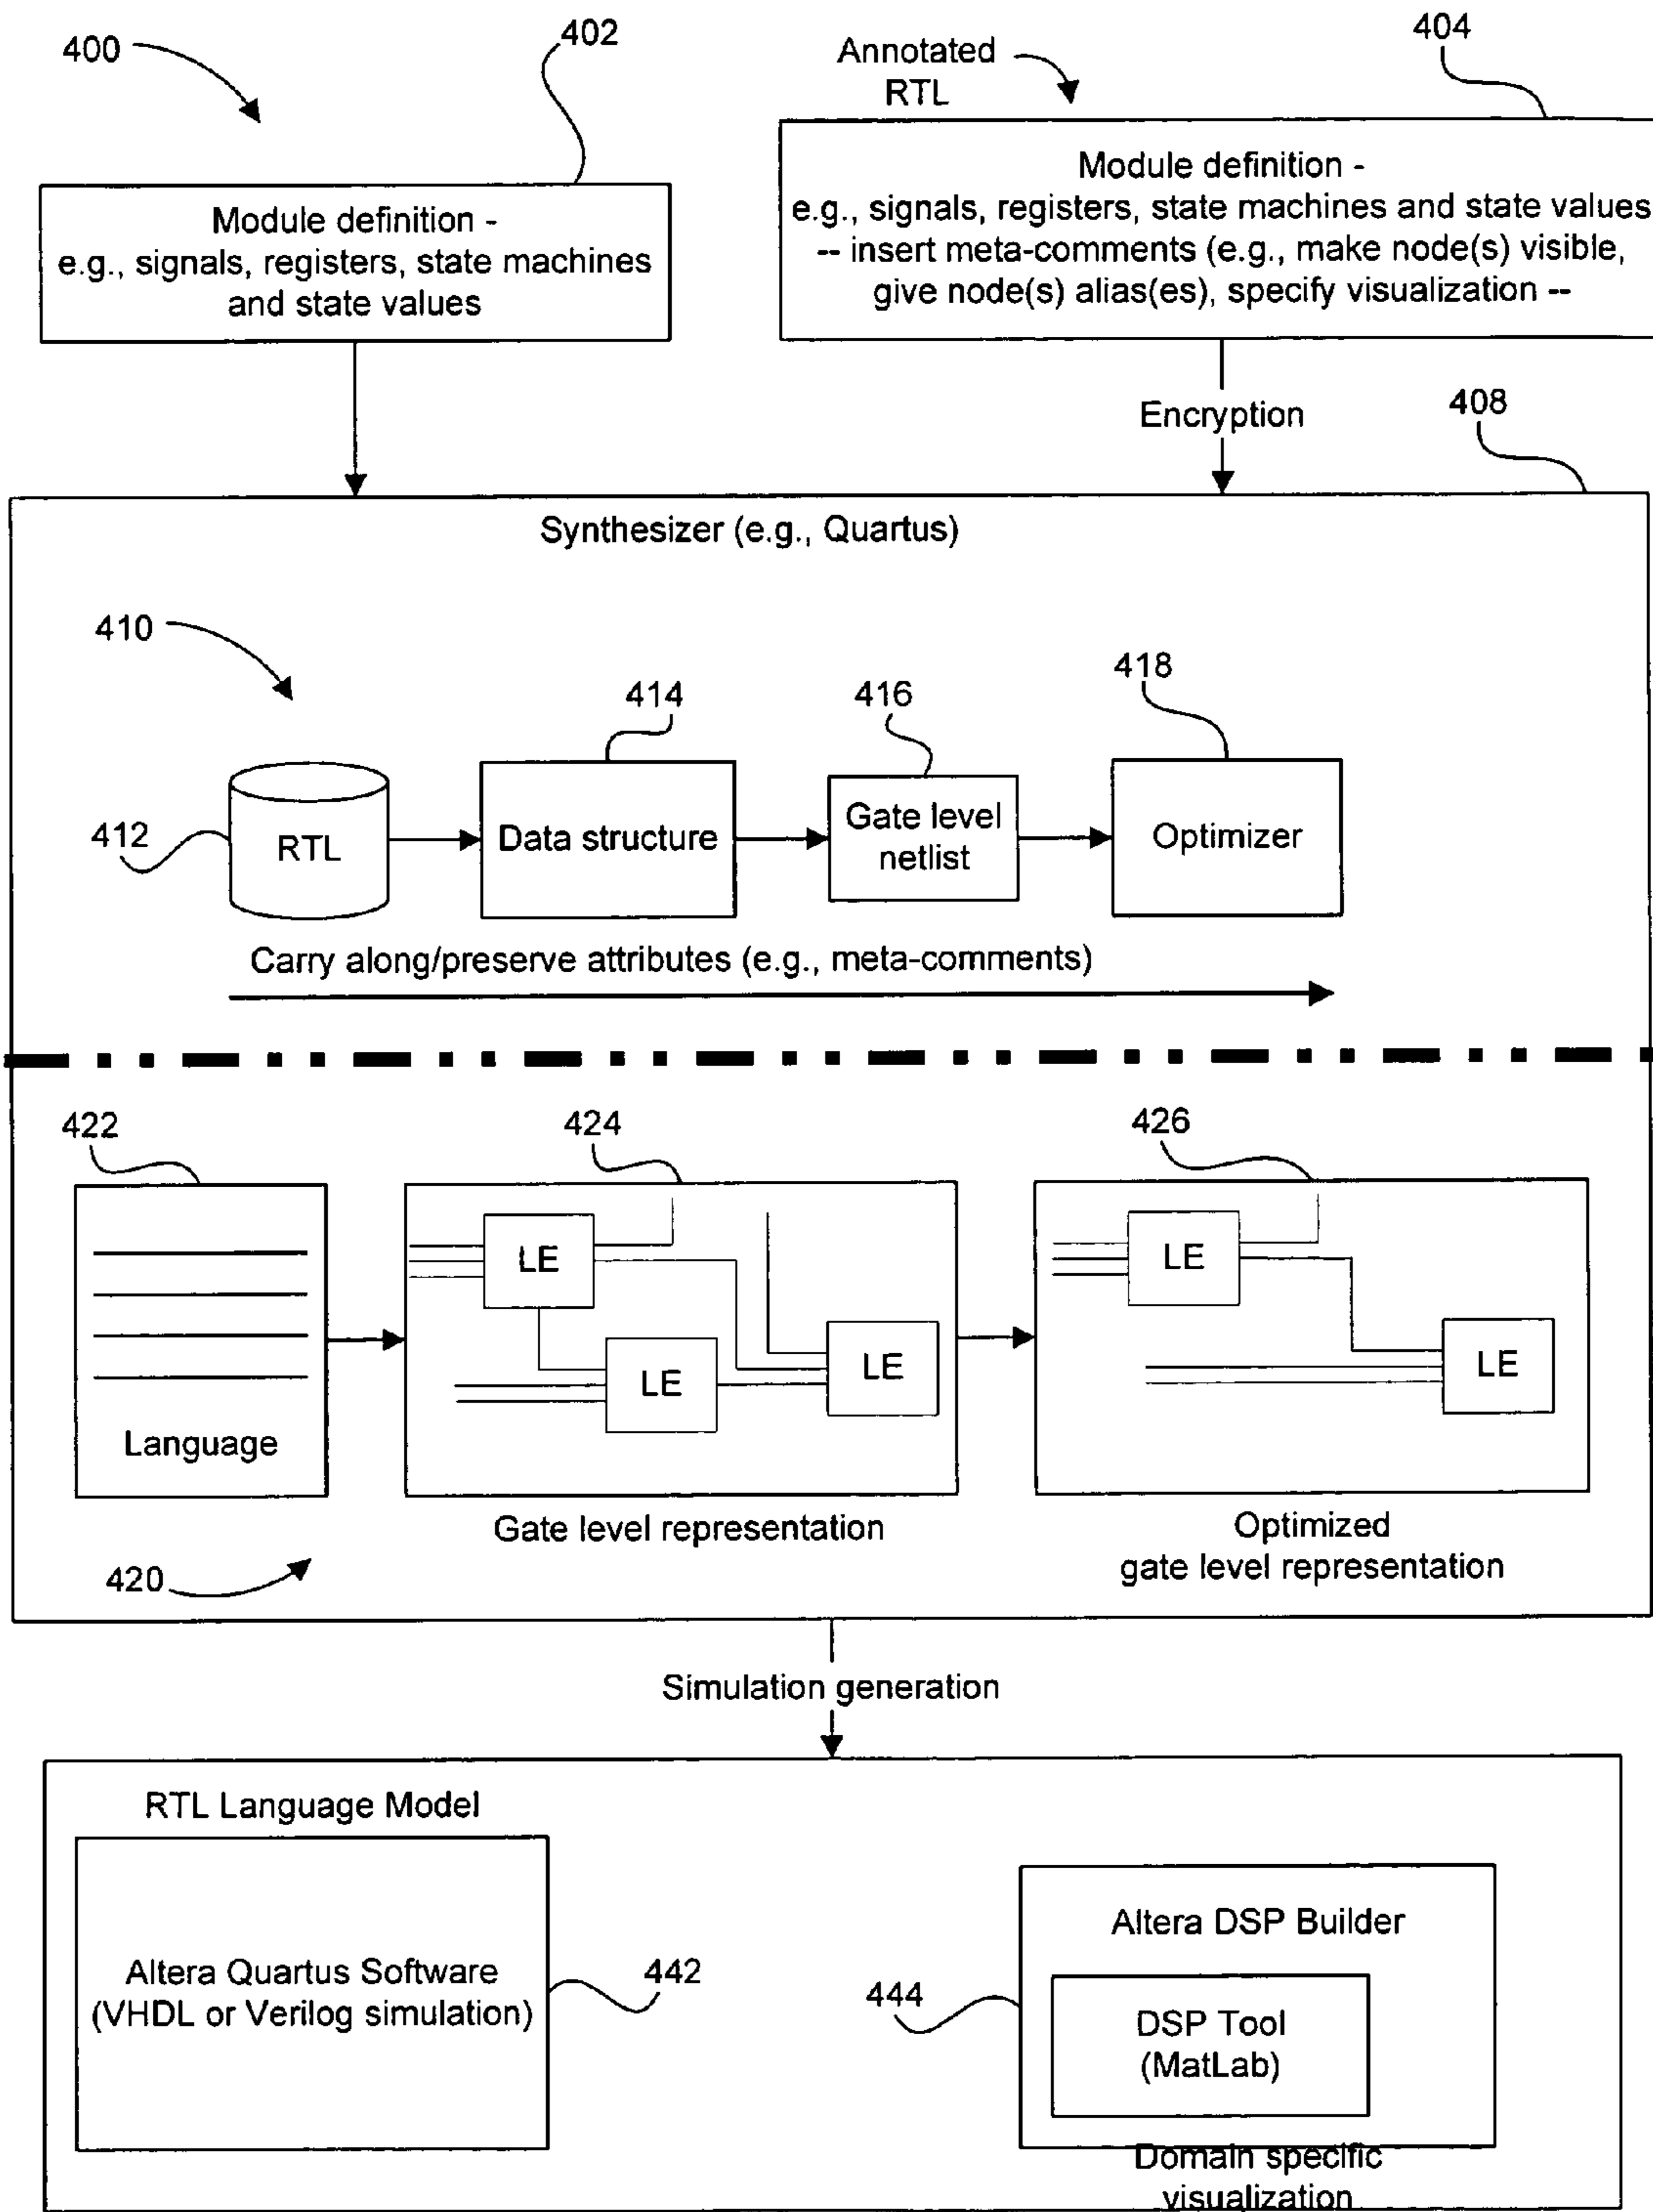 400
402
Annotated
RTL
404
Module definition -
e.g., signals, registers, state machines
and state values
Module definition -
e.g., signals, registers, state machines and state values
-- insert meta-comments (e.g., make node(s) visible,
give node(s) alias(es), specify visualization --
Encryption
408
Synthesizer (e.g., Quartus)
410
414
416
418
412
RTL
Data structure
Gate level
netlist
Optimizer
Carry along/preserve attributes (e.g., meta-comments)
422
424
426
Language
LE
LE
LE
LE
LE
Gate level representation
Optimized
gate level representation
420
Simulation generation
RTL Language Model
Altera Quartus Software
(VHDL or Verilog simulation)
442
444
Altera DSP Builder
DSP Tool
(MatLab)
Domain specific
visualization